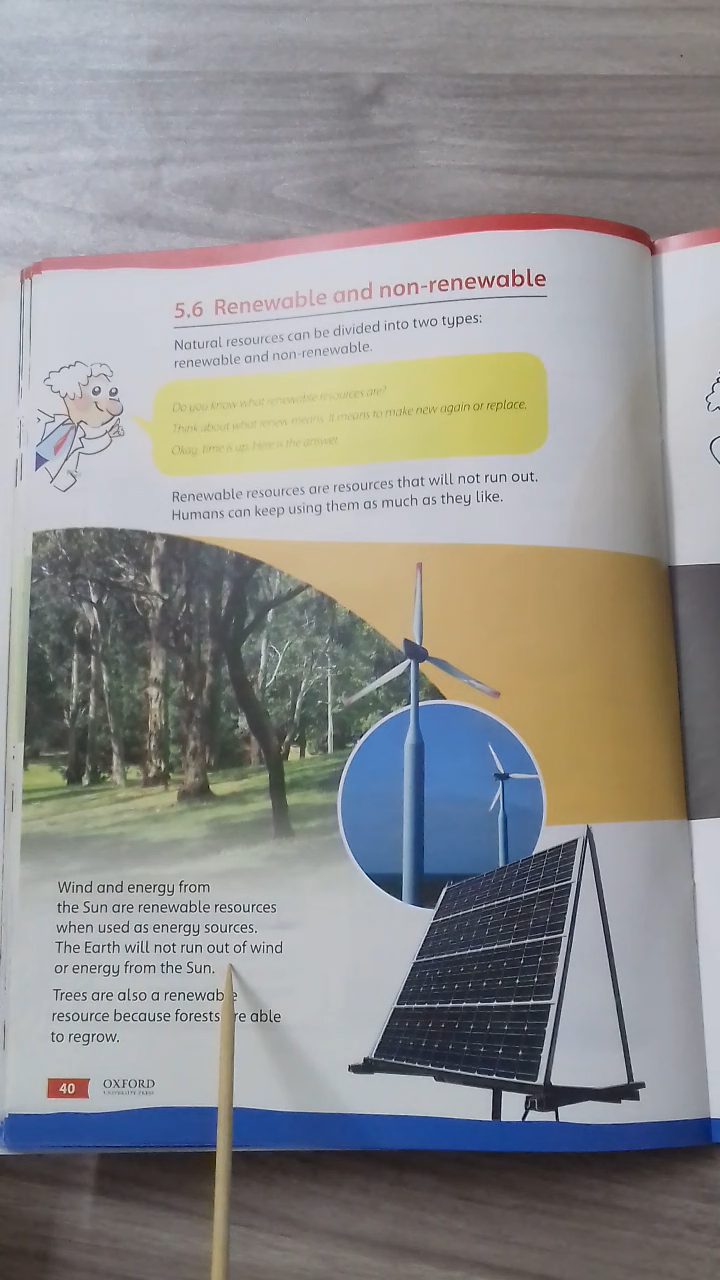 5.6 Renewable and non-renewable
Natural resources can be divided into two types:
renewable and non-renewable.
Do you know what renewable resources are?
Think about what renew means. It means to make new again or replace.
Okay, time is up. Here is the answer.
Renewable resources are resources that will not run out.
Humans can keep using them as much as they like.
Wind and energy from
the Sun are renewable resources
when used as energy sources.
The Earth will not run out of wind
or energy from the Sun.
Trees are also a renewable
resource because forests are able
to regrow.
40
OXFORD
UNIVERSITY PRESS